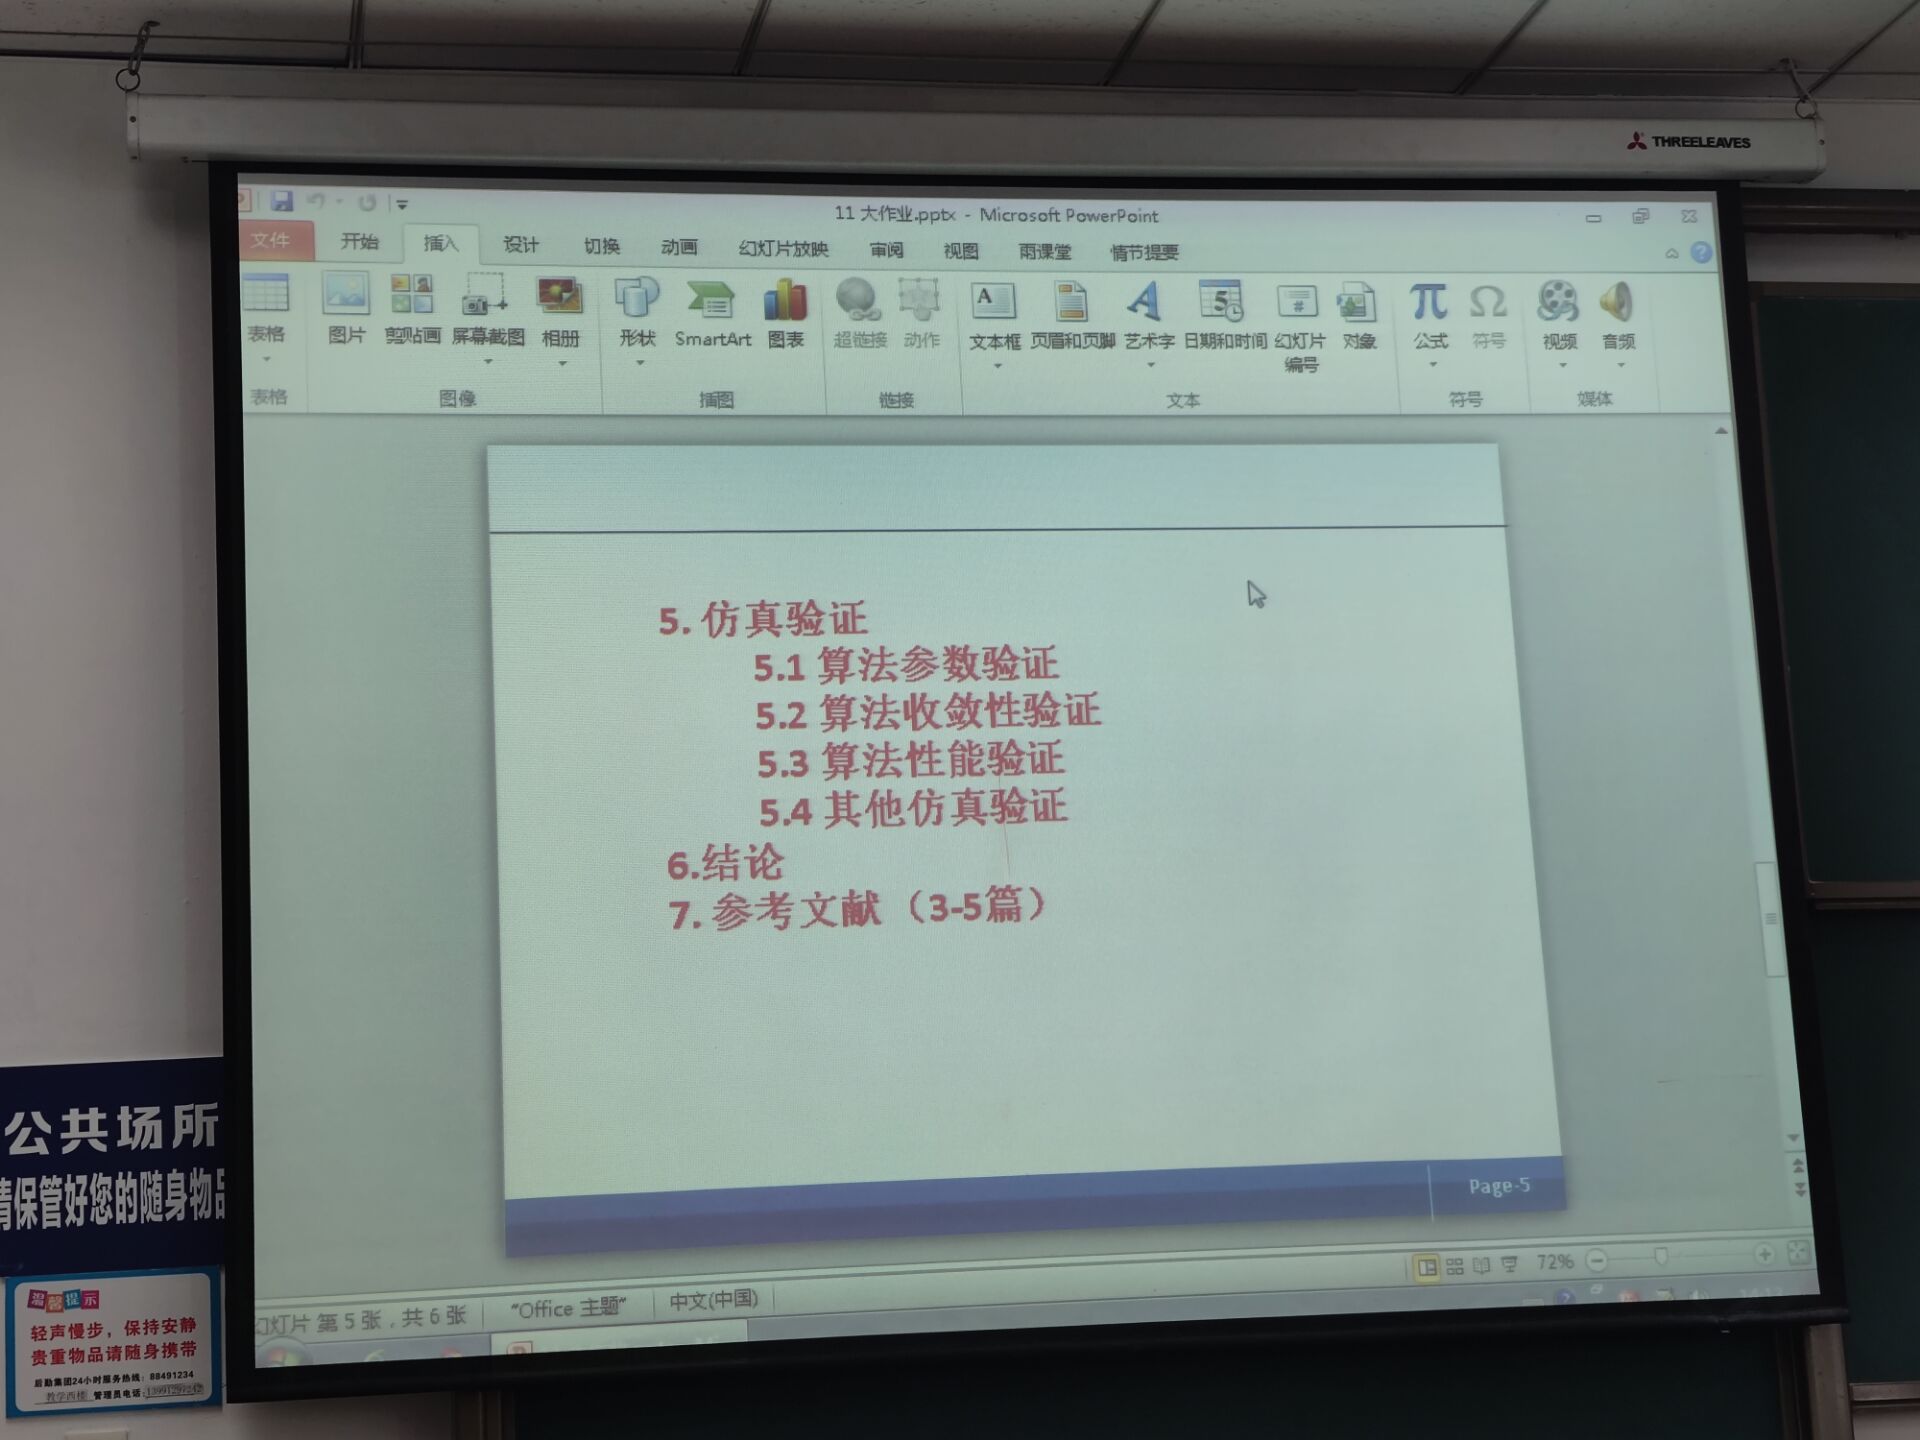 THREELEAVES
11 大作业.pptx - Microsoft PowerPoint
文件 开始 插入 设计 切换 动画 幻灯片放映 审阅 视图 雨课堂 情节提要
表格 图片 剪贴画 屏幕截图 相册 形状 SmartArt 图表 超链接 动作 文本框 页眉和页脚 艺术字 日期和时间 幻灯片编号 对象 公式 符号 视频 音频
表格 图像 插图 链接 文本 符号 媒体
5. 仿真验证
5.1 算法参数验证
5.2 算法收敛性验证
5.3 算法性能验证
5.4 其他仿真验证
6.结论
7. 参考文献（3-5篇）
Page-5
72%
幻灯片 第 5 张，共 6 张 "Office 主题" 中文(中国)
公共场所
请保管好您的随身物品
温馨提示
轻声慢步，保持安静
贵重物品请随身携带
后勤集团24小时服务热线：88491234
教学西楼 管理员电话：